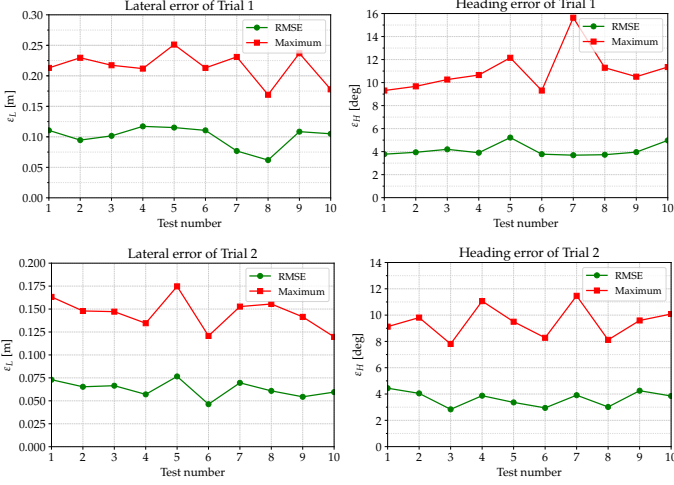 Lateral error of Trial 1
0.30
0.25
0.20
0.15
0.10
0.05
0.00
ε_L [m]
RMSE
Maximum
1 2 3 4 5 6 7 8 9 10
Test number
Heading error of Trial 1
16
14
12
10
8
6
4
2
0
ε_H [deg]
RMSE
Maximum
1 2 3 4 5 6 7 8 9 10
Test number
Lateral error of Trial 2
0.200
0.175
0.150
0.125
0.100
0.075
0.050
0.025
0.000
ε_L [m]
RMSE
Maximum
1 2 3 4 5 6 7 8 9 10
Test number
Heading error of Trial 2
14
12
10
8
6
4
2
0
ε_H [deg]
RMSE
Maximum
1 2 3 4 5 6 7 8 9 10
Test number